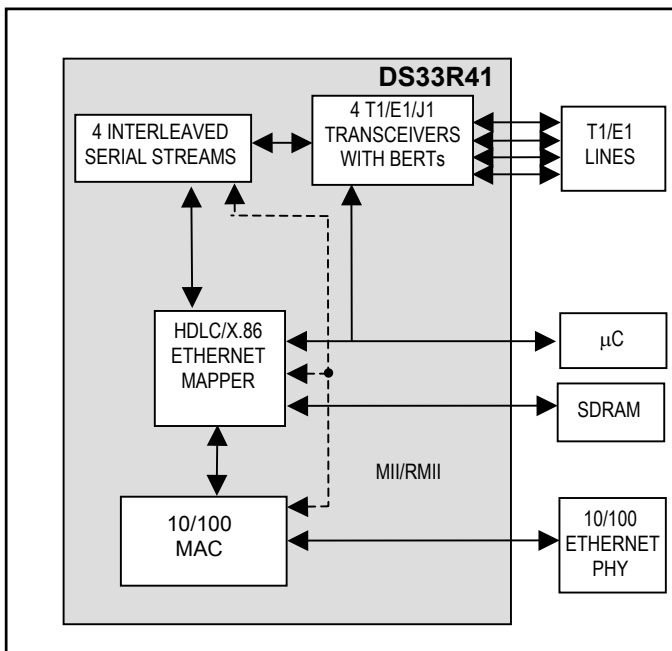 DS33R41
4 INTERLEAVED
SERIAL STREAMS
4 T1/E1/J1
TRANSCEIVERS
WITH BERTs
T1/E1
LINES
HDLC/X.86
ETHERNET
MAPPER
μC
SDRAM
MII/RMII
10/100
MAC
10/100
ETHERNET
PHY